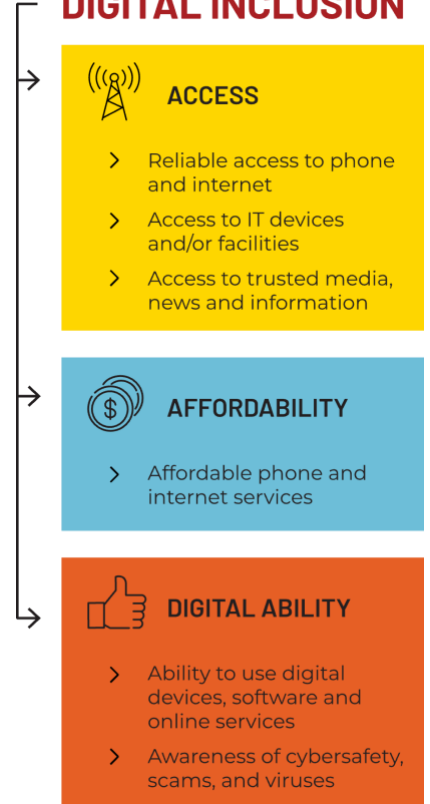 DIGITAL INCLUSION
ACCESS
> Reliable access to phone
and internet
> Access to IT devices
and/or facilities
> Access to trusted media,
news and information
$
AFFORDABILITY
> Affordable phone and
internet services
DIGITAL ABILITY
> Ability to use digital
devices, software and
online services
> Awareness of cybersafety,
scams, and viruses